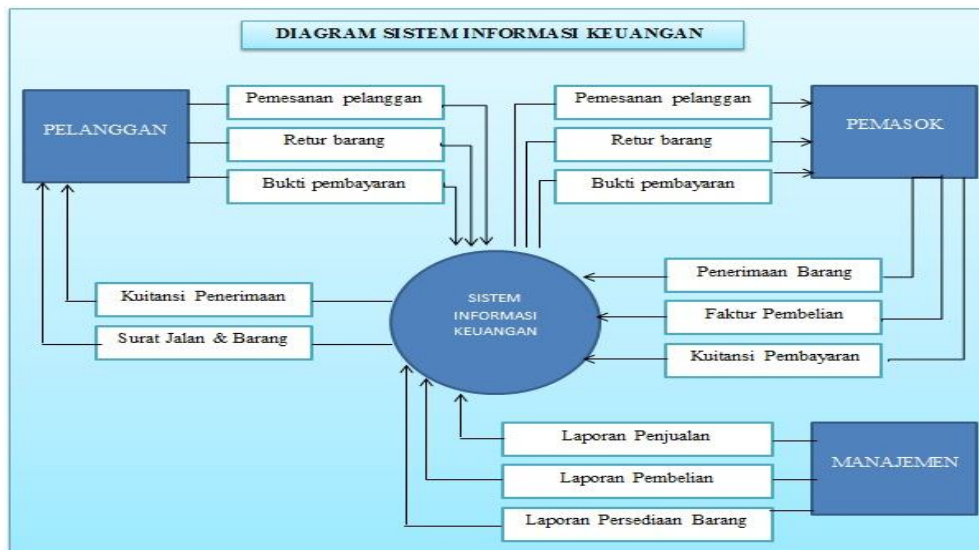 DIAGRAM SISTEM INFORMASI KEUANGAN
PELANGGAN
Pemesanan pelanggan
Retur barang
Bukti pembayaran
Pemesanan pelanggan
Retur barang
Bukti pembayaran
PEMASOK
Kuitansi Penerimaan
Surat Jalan & Barang
SISTEM
INFORMASI
KEUANGAN
Penerimaan Barang
Faktur Pembelian
Kuitansi Pembayaran
Laporan Penjualan
Laporan Pembelian
Laporan Persediaan Barang
MANAJEMEN